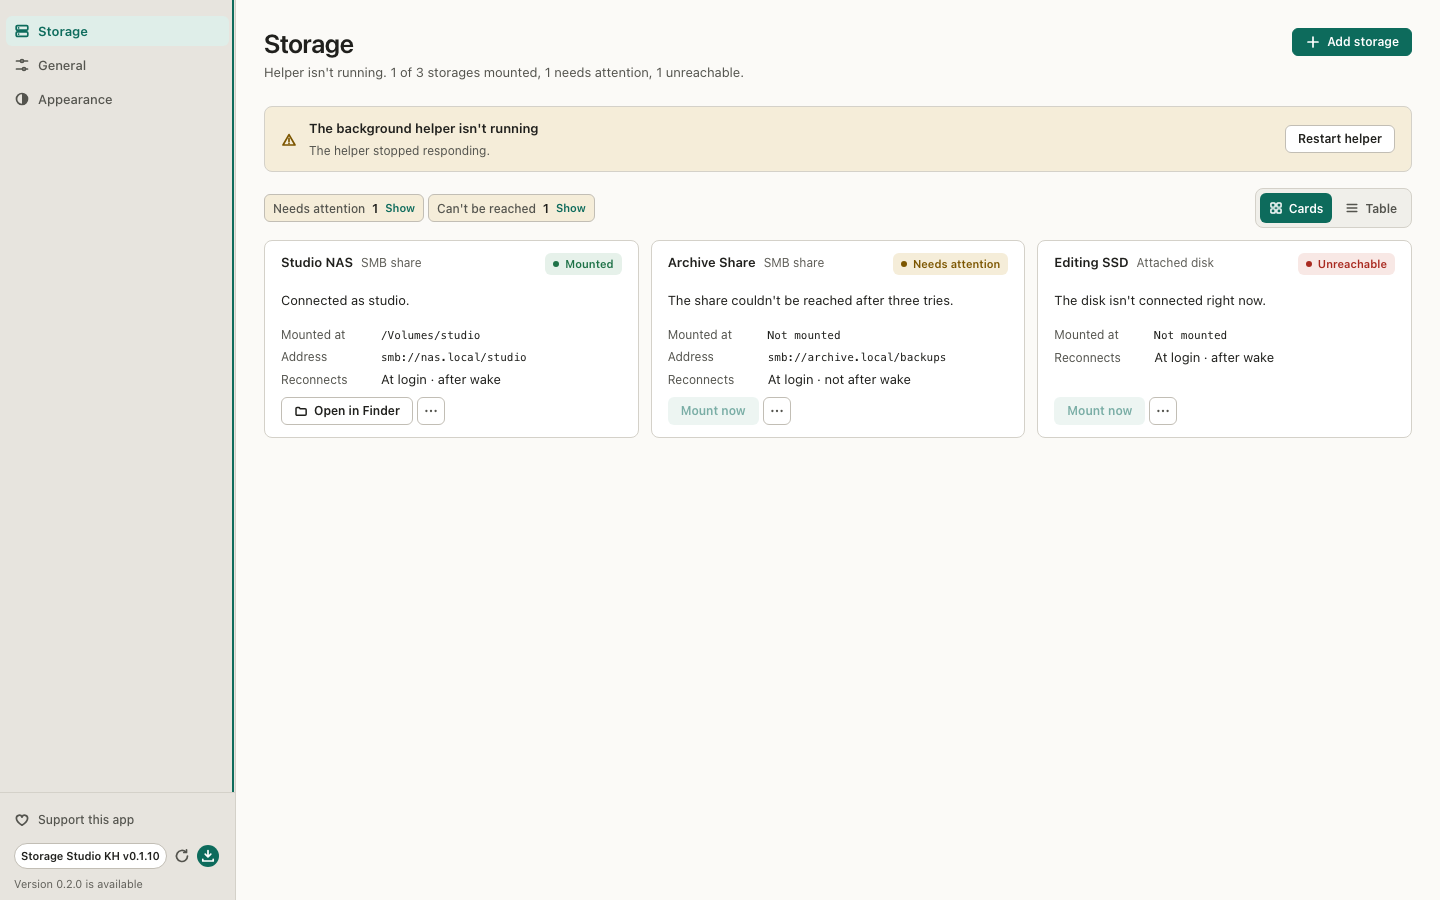 Storage
General
Appearance
Support this app
Storage Studio KH v0.1.10
Version 0.2.0 is available
Storage
Helper isn't running. 1 of 3 storages mounted, 1 needs attention, 1 unreachable.
Add storage
The background helper isn't running
The helper stopped responding.
Restart helper
Needs attention 1 Show
Can't be reached 1 Show
Cards
Table
Studio NAS SMB share
Mounted
Connected as studio.
Mounted at /Volumes/studio
Address smb://nas.local/studio
Reconnects At login · after wake
Open in Finder
Archive Share SMB share
Needs attention
The share couldn't be reached after three tries.
Mounted at Not mounted
Address smb://archive.local/backups
Reconnects At login · not after wake
Mount now
Editing SSD Attached disk
Unreachable
The disk isn't connected right now.
Mounted at Not mounted
Reconnects At login · after wake
Mount now